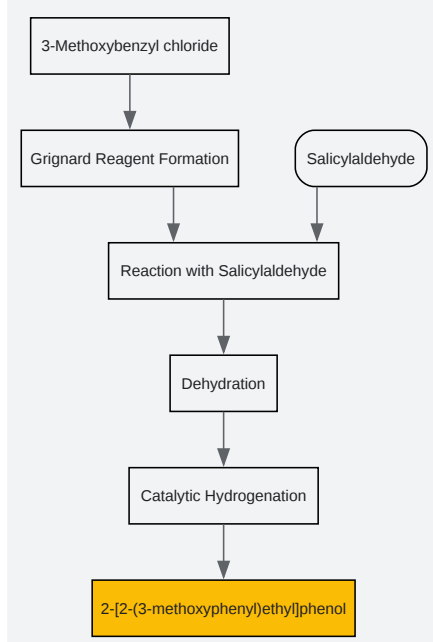 3-Methoxybenzyl chloride
Grignard Reagent Formation
Salicylaldehyde
Reaction with Salicylaldehyde
Dehydration
Catalytic Hydrogenation
2-[2-(3-methoxyphenyl)ethyl]phenol